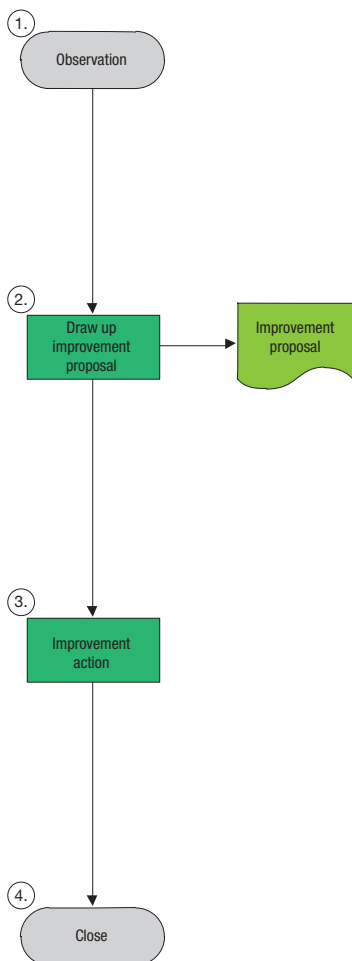 1.
Observation
2.
Draw up
improvement
proposal
Improvement
proposal
3.
Improvement
action
4.
Close